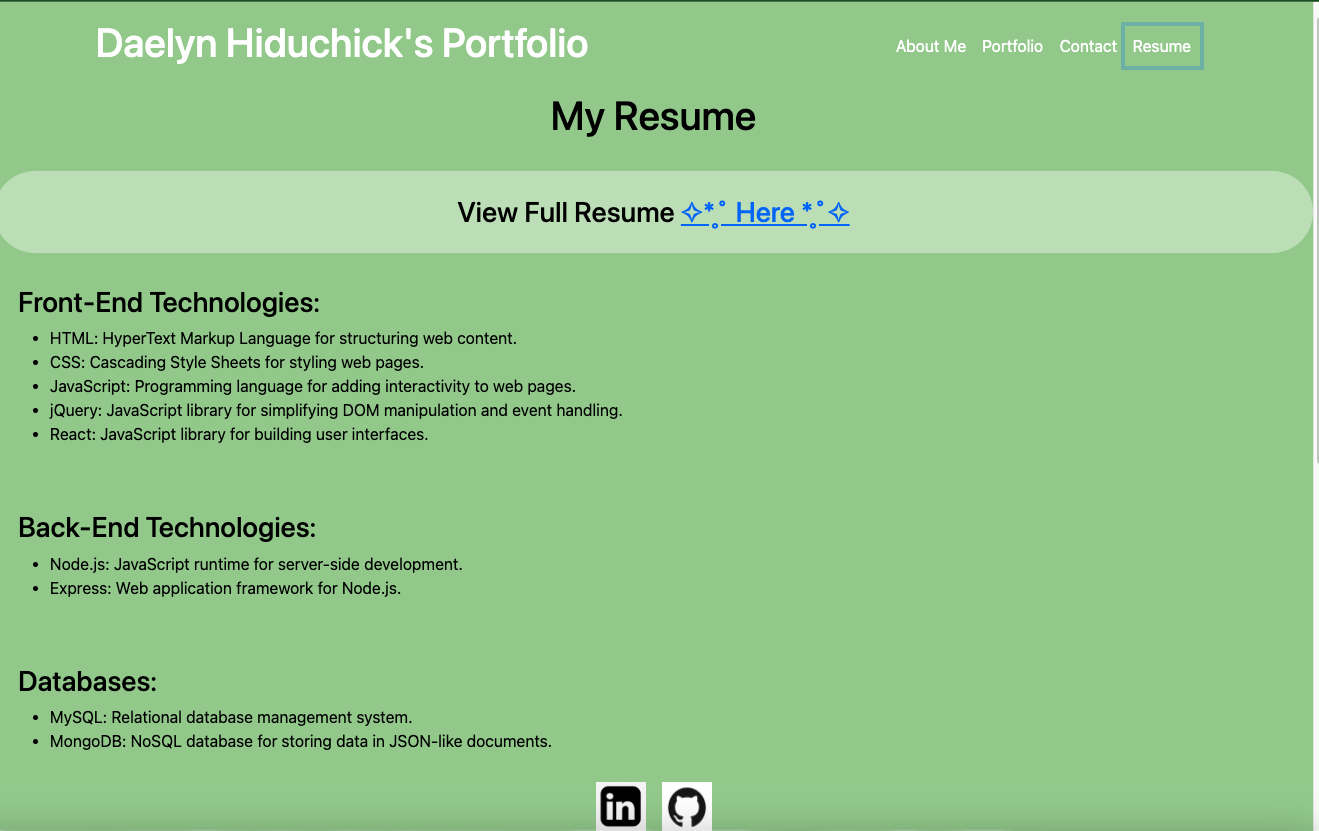 Daelyn Hiduchick's Portfolio
About Me Portfolio Contact Resume
My Resume
View Full Resume ✧*̥˚ Here *̥˚✧
Front-End Technologies:
• HTML: HyperText Markup Language for structuring web content.
• CSS: Cascading Style Sheets for styling web pages.
• JavaScript: Programming language for adding interactivity to web pages.
• jQuery: JavaScript library for simplifying DOM manipulation and event handling.
• React: JavaScript library for building user interfaces.
Back-End Technologies:
• Node.js: JavaScript runtime for server-side development.
• Express: Web application framework for Node.js.
Databases:
• MySQL: Relational database management system.
• MongoDB: NoSQL database for storing data in JSON-like documents.
in